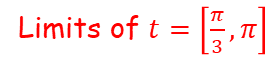 Limits of t = [π/3, π]